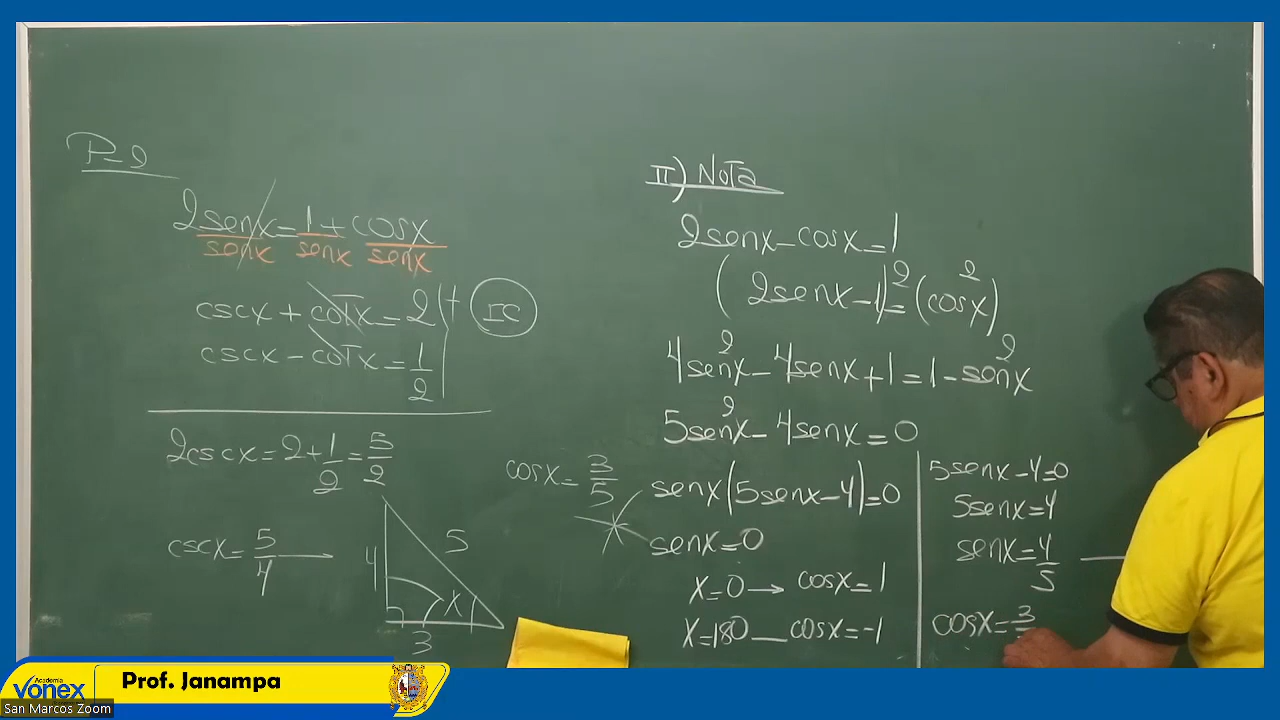 P-2
2senx = 1 + cosx
senx senx senx
cscx + cotx = 2 (+ IC
cscx - cotx = 1/2
2cscx = 2 + 1/2 = 5/2
cscx = 5/4
4
5
x
3
cosx = 3/5
II) Nota
2senx - cosx = 1
(2senx - 1)² = (cosx)²
4sen²x - 4senx + 1 = 1 - sen²x
5sen²x - 4senx = 0
senx(5senx - 4) = 0
senx = 0
x = 0 → cosx = 1
x = 180 — cosx = -1
5senx - 4 = 0
5senx = 4
senx = 4/5
cosx = 3
Academia
VONEX
Prof. Janampa
San Marcos Zoom